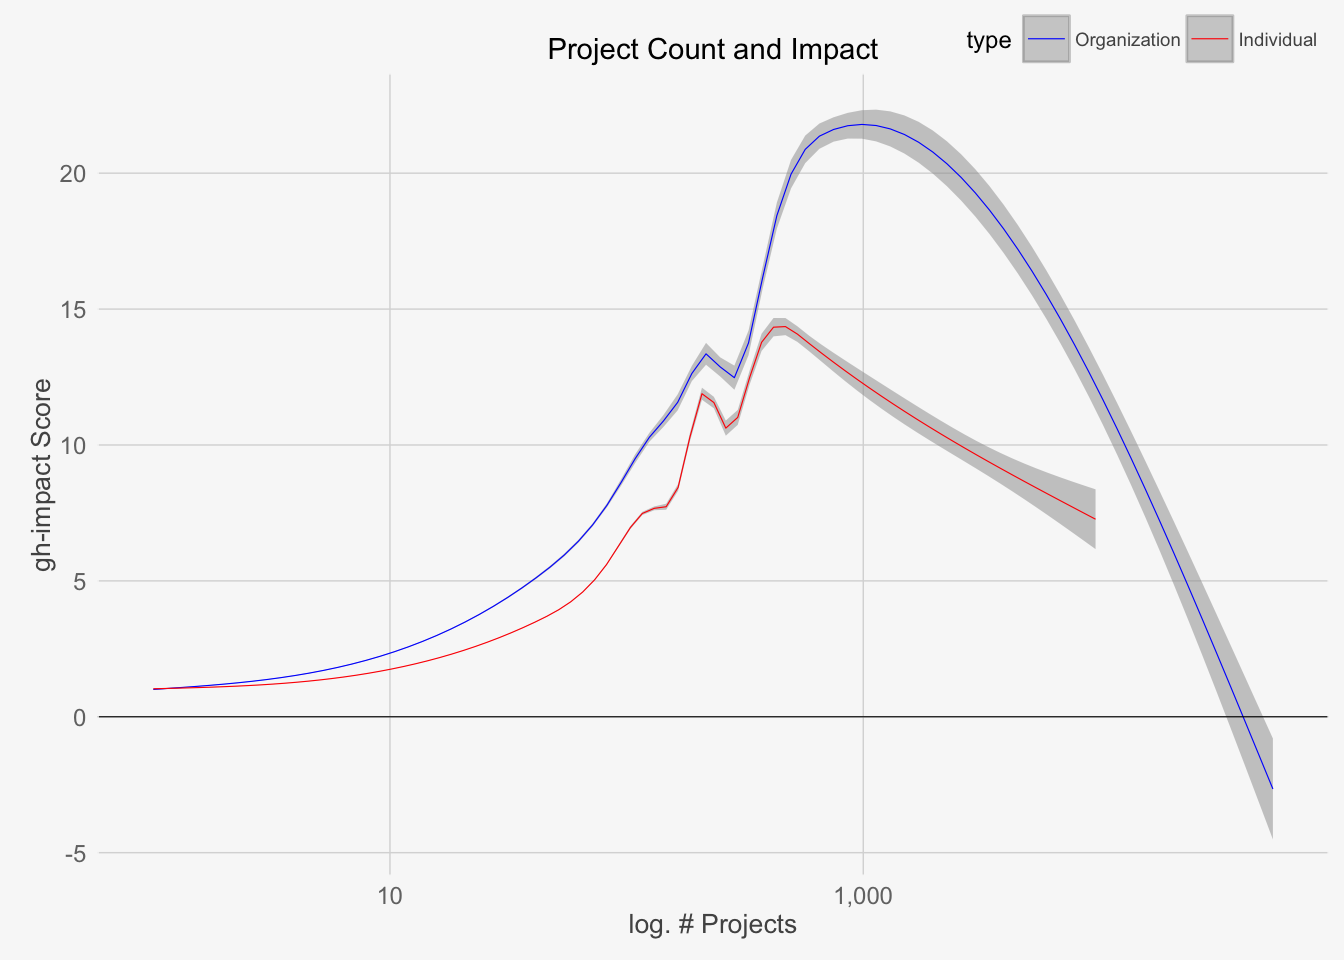 Project Count and Impact
type Organization Individual
gh-impact Score
20
15
10
5
0
-5
10 1,000
log. # Projects